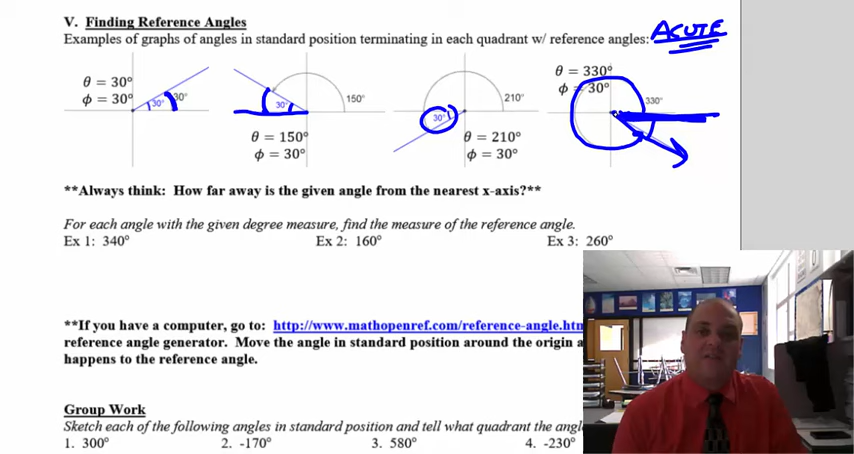 V. Finding Reference Angles
Examples of graphs of angles in standard position terminating in each quadrant w/ reference angles: ACUTE
θ = 30°
ϕ = 30°
30°
30°
30°
150°
θ = 150°
ϕ = 30°
30°
210°
θ = 210°
ϕ = 30°
θ = 330°
ϕ = 30°
330°
**Always think: How far away is the given angle from the nearest x-axis?**
For each angle with the given degree measure, find the measure of the reference angle.
Ex 1: 340° Ex 2: 160° Ex 3: 260°
**If you have a computer, go to: http://www.mathopenref.com/reference-angle.htm
reference angle generator. Move the angle in standard position around the origin a
happens to the reference angle.
Group Work
Sketch each of the following angles in standard position and tell what quadrant the angl
1. 300° 2. -170° 3. 580° 4. -230°